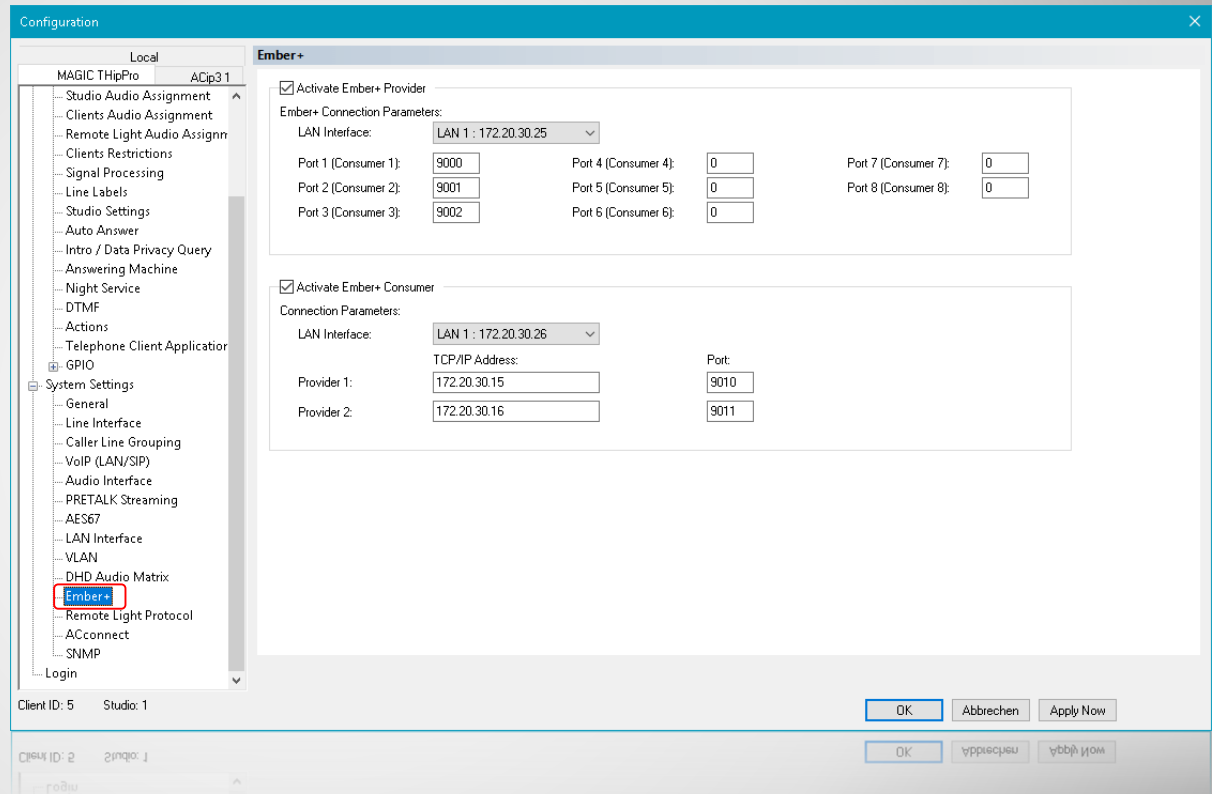 Configuration
Local
MAGIC THipPro
ACip3 1
Studio Audio Assignment
Clients Audio Assignment
Remote Light Audio Assignm
Clients Restrictions
Signal Processing
Line Labels
Studio Settings
Auto Answer
Intro / Data Privacy Query
Answering Machine
Night Service
DTMF
Actions
Telephone Client Application
GPIO
System Settings
General
Line Interface
Caller Line Grouping
VoIP (LAN/SIP)
Audio Interface
PRETALK Streaming
AES67
LAN Interface
VLAN
DHD Audio Matrix
Ember+
Remote Light Protocol
ACconnect
SNMP
Login
Ember+
Activate Ember+ Provider
Ember+ Connection Parameters:
LAN Interface: LAN 1 : 172.20.30.25
Port 1 (Consumer 1): 9000 Port 4 (Consumer 4): 0 Port 7 (Consumer 7): 0
Port 2 (Consumer 2): 9001 Port 5 (Consumer 5): 0 Port 8 (Consumer 8): 0
Port 3 (Consumer 3): 9002 Port 6 (Consumer 6): 0
Activate Ember+ Consumer
Connection Parameters:
LAN Interface: LAN 1 : 172.20.30.26
TCP/IP Address: Port:
Provider 1: 172.20.30.15 9010
Provider 2: 172.20.30.16 9011
Client ID: 5 Studio: 1
OK Abbrechen Apply Now